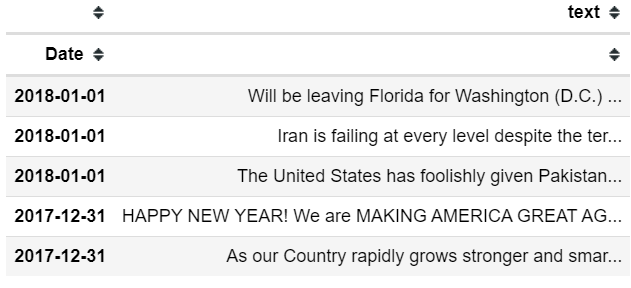 text
Date
2018-01-01 Will be leaving Florida for Washington (D.C.) ...
2018-01-01 Iran is failing at every level despite the ter...
2018-01-01 The United States has foolishly given Pakistan...
2017-12-31 HAPPY NEW YEAR! We are MAKING AMERICA GREAT AG...
2017-12-31 As our Country rapidly grows stronger and smar...